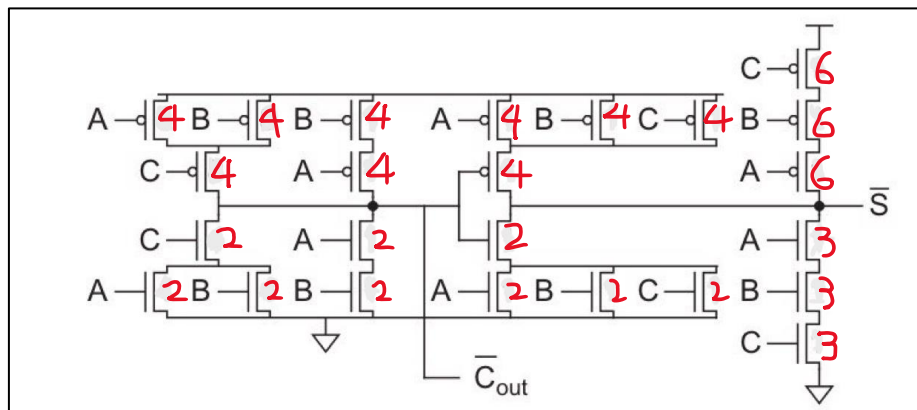 C 6
A 4 B 4 B 4 A 4 B 4 C 4 B 6
C 4 A 4 4 A 6
S̅
C 2 A 2 2 A 3
A 2 B 2 B 2 A 2 B 2 C 2 B 3
C 3
C̅out